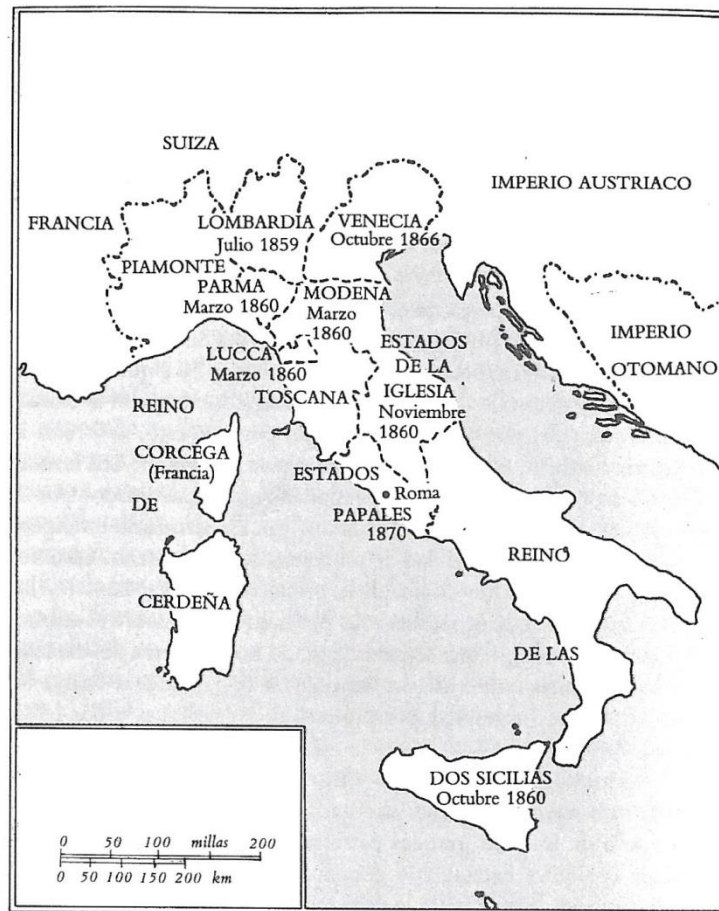 SUIZA
IMPERIO AUSTRIACO
FRANCIA
LOMBARDIA
Julio 1859
VENECIA
Octubre 1866
PIAMONTE
PARMA
Marzo 1860
MODENA
Marzo
1860
IMPERIO
OTOMANO
ESTADOS
DE LA
IGLESIA
Noviembre
1860
LUCCA
Marzo 1860
TOSCANA
REINO
CORCEGA
(Francia)
DE
CERDEÑA
ESTADOS
Roma
PAPALES
1870
REINO
DE LAS
DOS SICILIAS
Octubre 1860
0 50 100 millas 200
0 50 100 150 200 km